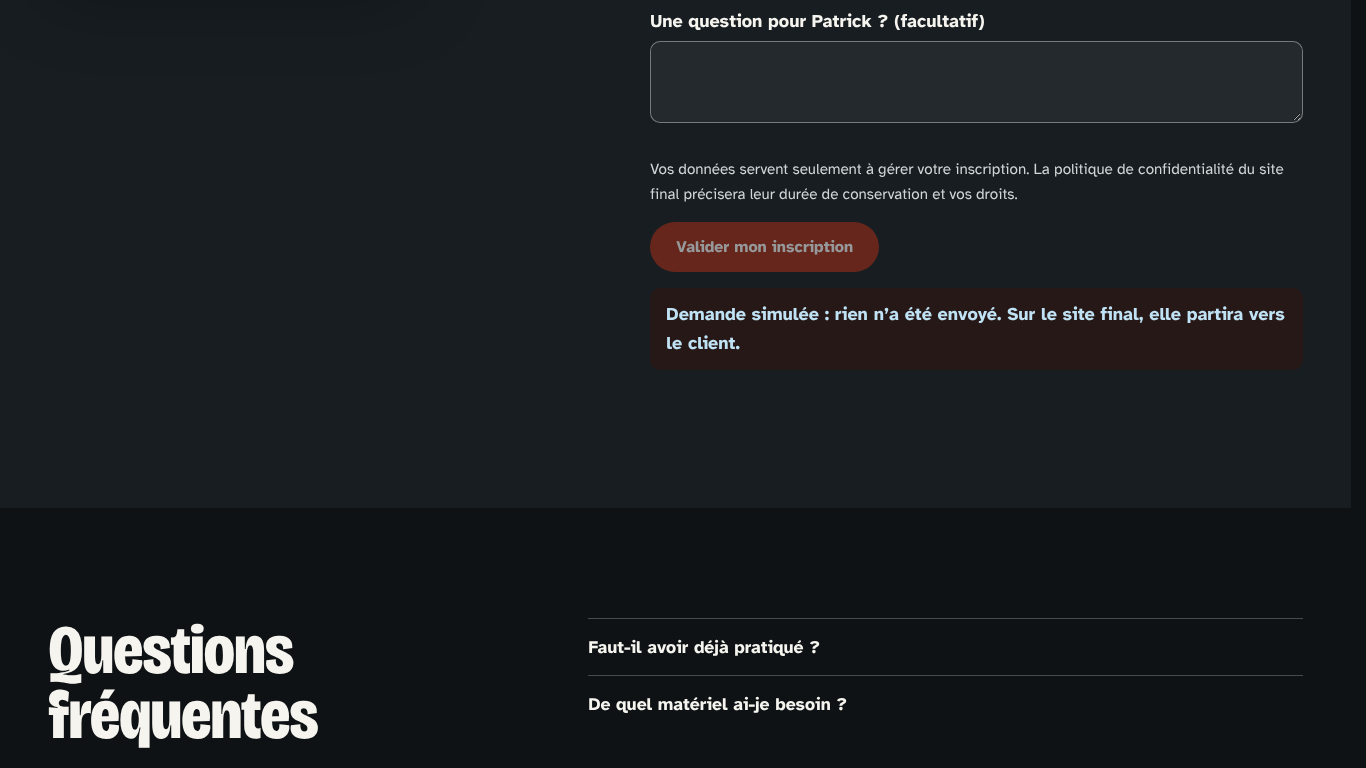 Une question pour Patrick ? (facultatif)
Vos données servent seulement à gérer votre inscription. La politique de confidentialité du site
final précisera leur durée de conservation et vos droits.
Valider mon inscription
Demande simulée : rien n’a été envoyé. Sur le site final, elle partira vers
le client.
Questions
fréquentes
Faut-il avoir déjà pratiqué ?
De quel matériel ai-je besoin ?